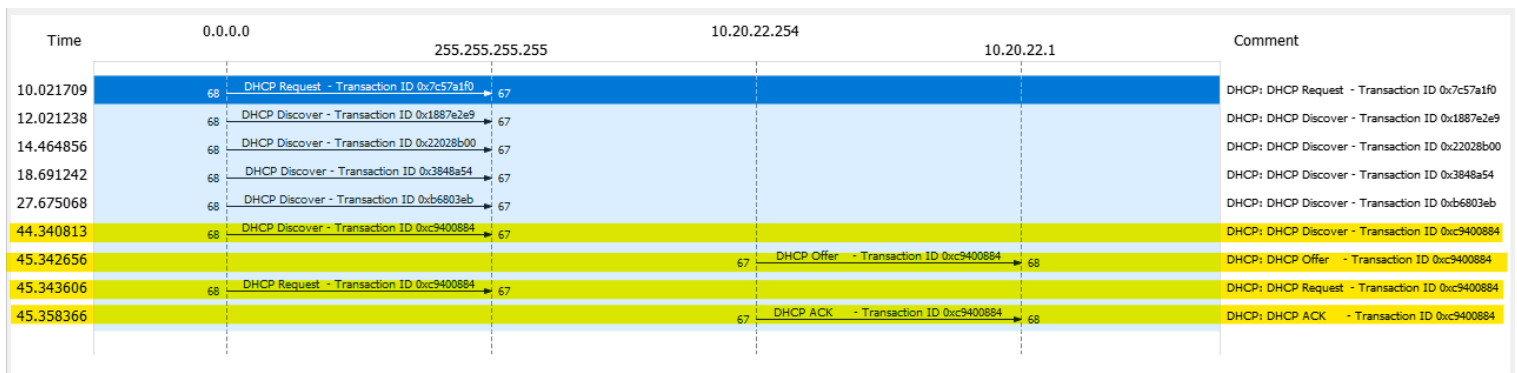 Time 0.0.0.0 255.255.255.255 10.20.22.254 10.20.22.1 Comment
10.021709 68 DHCP Request - Transaction ID 0x7c57a1f0 67 DHCP: DHCP Request - Transaction ID 0x7c57a1f0
12.021238 68 DHCP Discover - Transaction ID 0x1887e2e9 67 DHCP: DHCP Discover - Transaction ID 0x1887e2e9
14.464856 68 DHCP Discover - Transaction ID 0x22028b00 67 DHCP: DHCP Discover - Transaction ID 0x22028b00
18.691242 68 DHCP Discover - Transaction ID 0x3848a54 67 DHCP: DHCP Discover - Transaction ID 0x3848a54
27.675068 68 DHCP Discover - Transaction ID 0xb6803eb 67 DHCP: DHCP Discover - Transaction ID 0xb6803eb
44.340813 68 DHCP Discover - Transaction ID 0xc9400884 67 DHCP: DHCP Discover - Transaction ID 0xc9400884
45.342656 67 DHCP Offer - Transaction ID 0xc9400884 68 DHCP: DHCP Offer - Transaction ID 0xc9400884
45.343606 68 DHCP Request - Transaction ID 0xc9400884 67 DHCP: DHCP Request - Transaction ID 0xc9400884
45.358366 67 DHCP ACK - Transaction ID 0xc9400884 68 DHCP: DHCP ACK - Transaction ID 0xc9400884